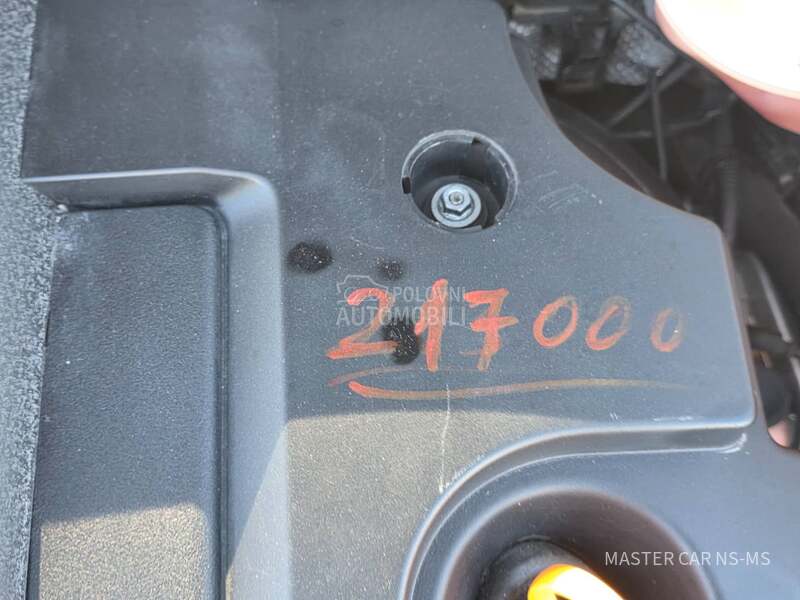 POLOVNI
AUTOMOBILI
217000
MASTER CAR NS-MS